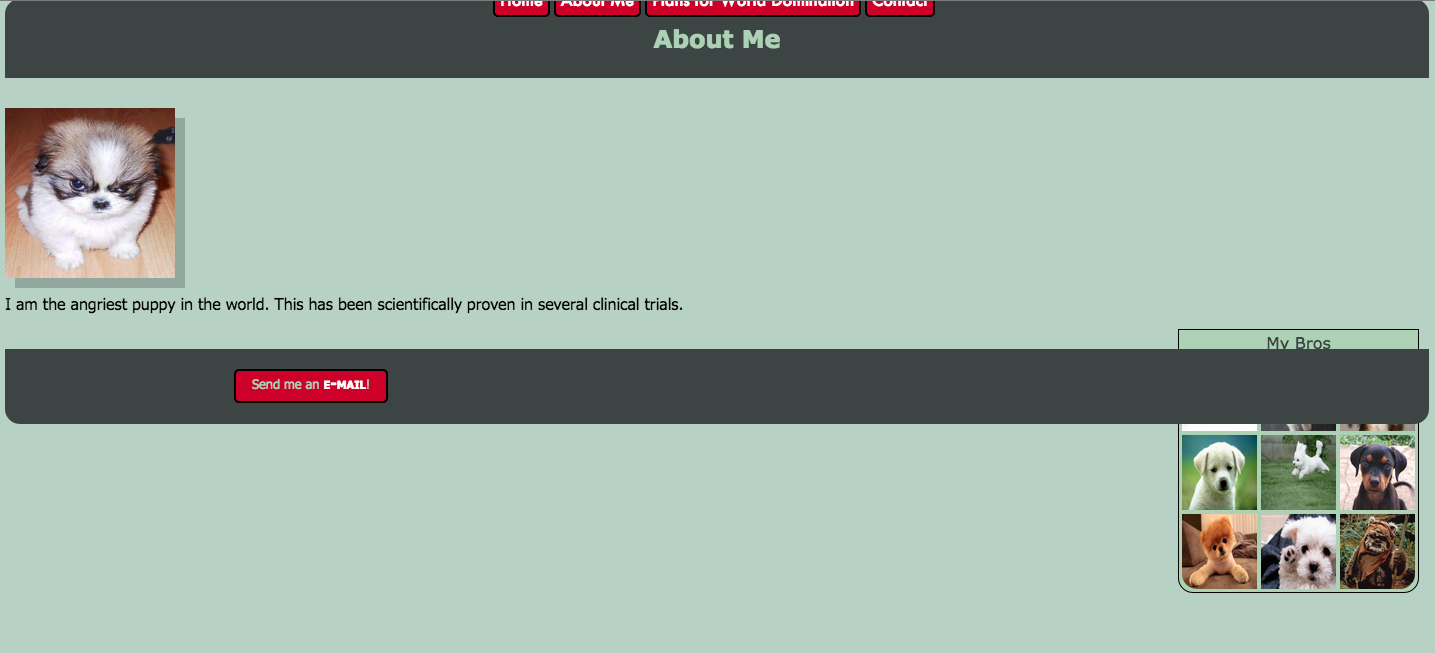 Home About Me Plans for World Domination Contact
About Me
I am the angriest puppy in the world. This has been scientifically proven in several clinical trials.
My Bros
Send me an E-MAIL!